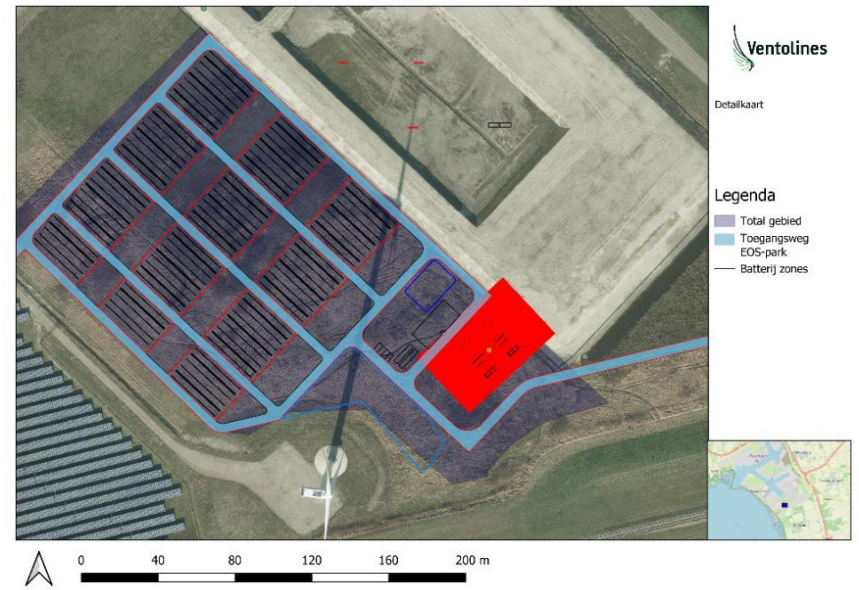 Ventolines
Detailkaart
Legenda
Total gebied
Toegangsweg
EOS-park
Batterij zones
0 40 80 120 160 200 m